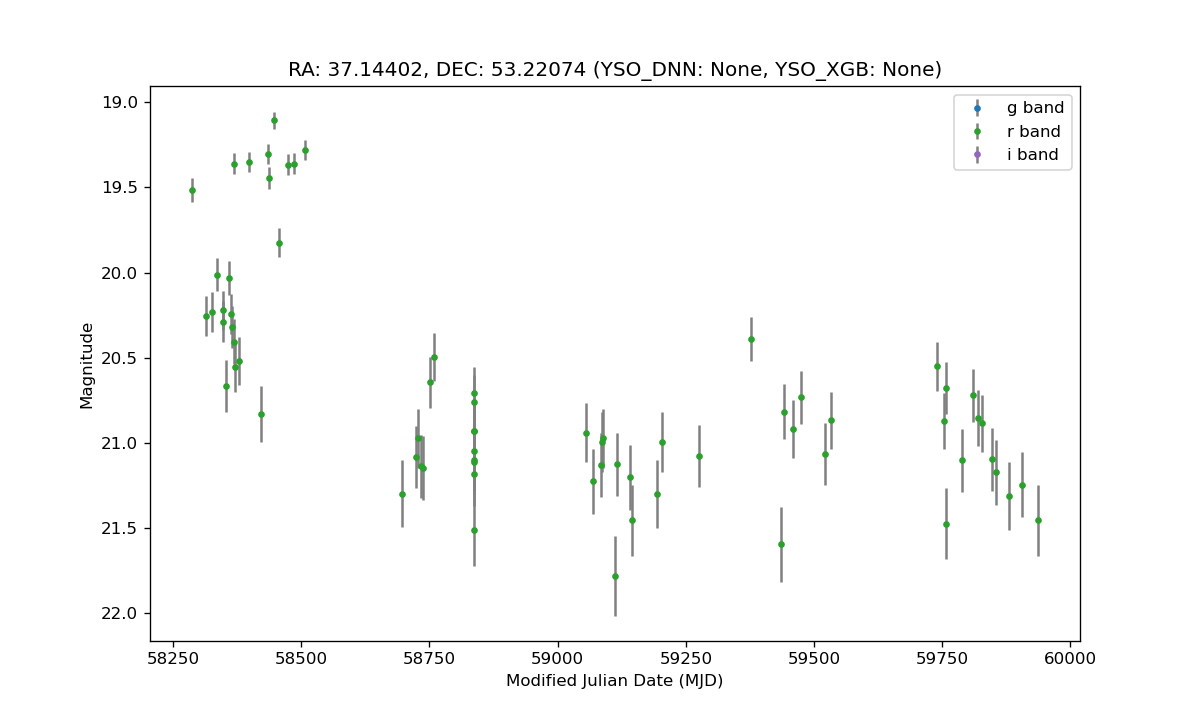 RA: 37.14402, DEC: 53.22074 (YSO_DNN: None, YSO_XGB: None)
g band
r band
i band
19.0
19.5
20.0
20.5
21.0
21.5
22.0
Magnitude
58250 58500 58750 59000 59250 59500 59750 60000
Modified Julian Date (MJD)